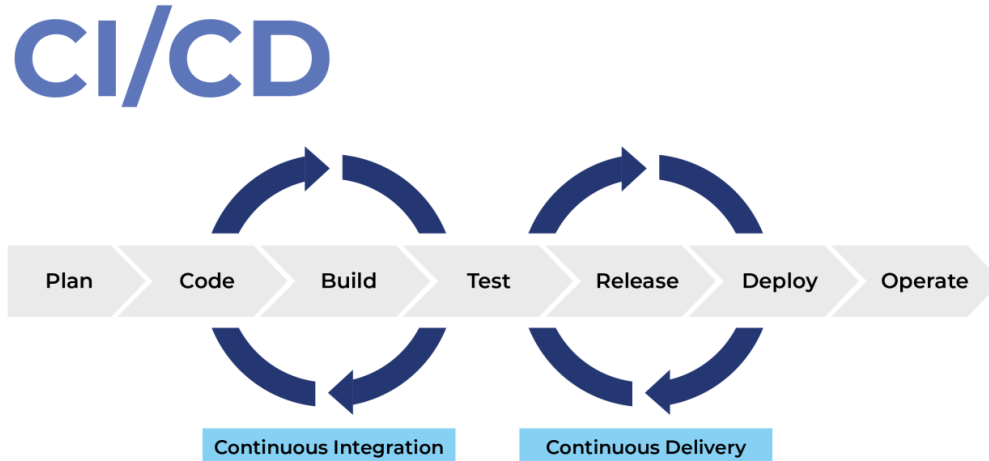 CI/CD
Plan Code Build Test Release Deploy Operate
Continuous Integration Continuous Delivery